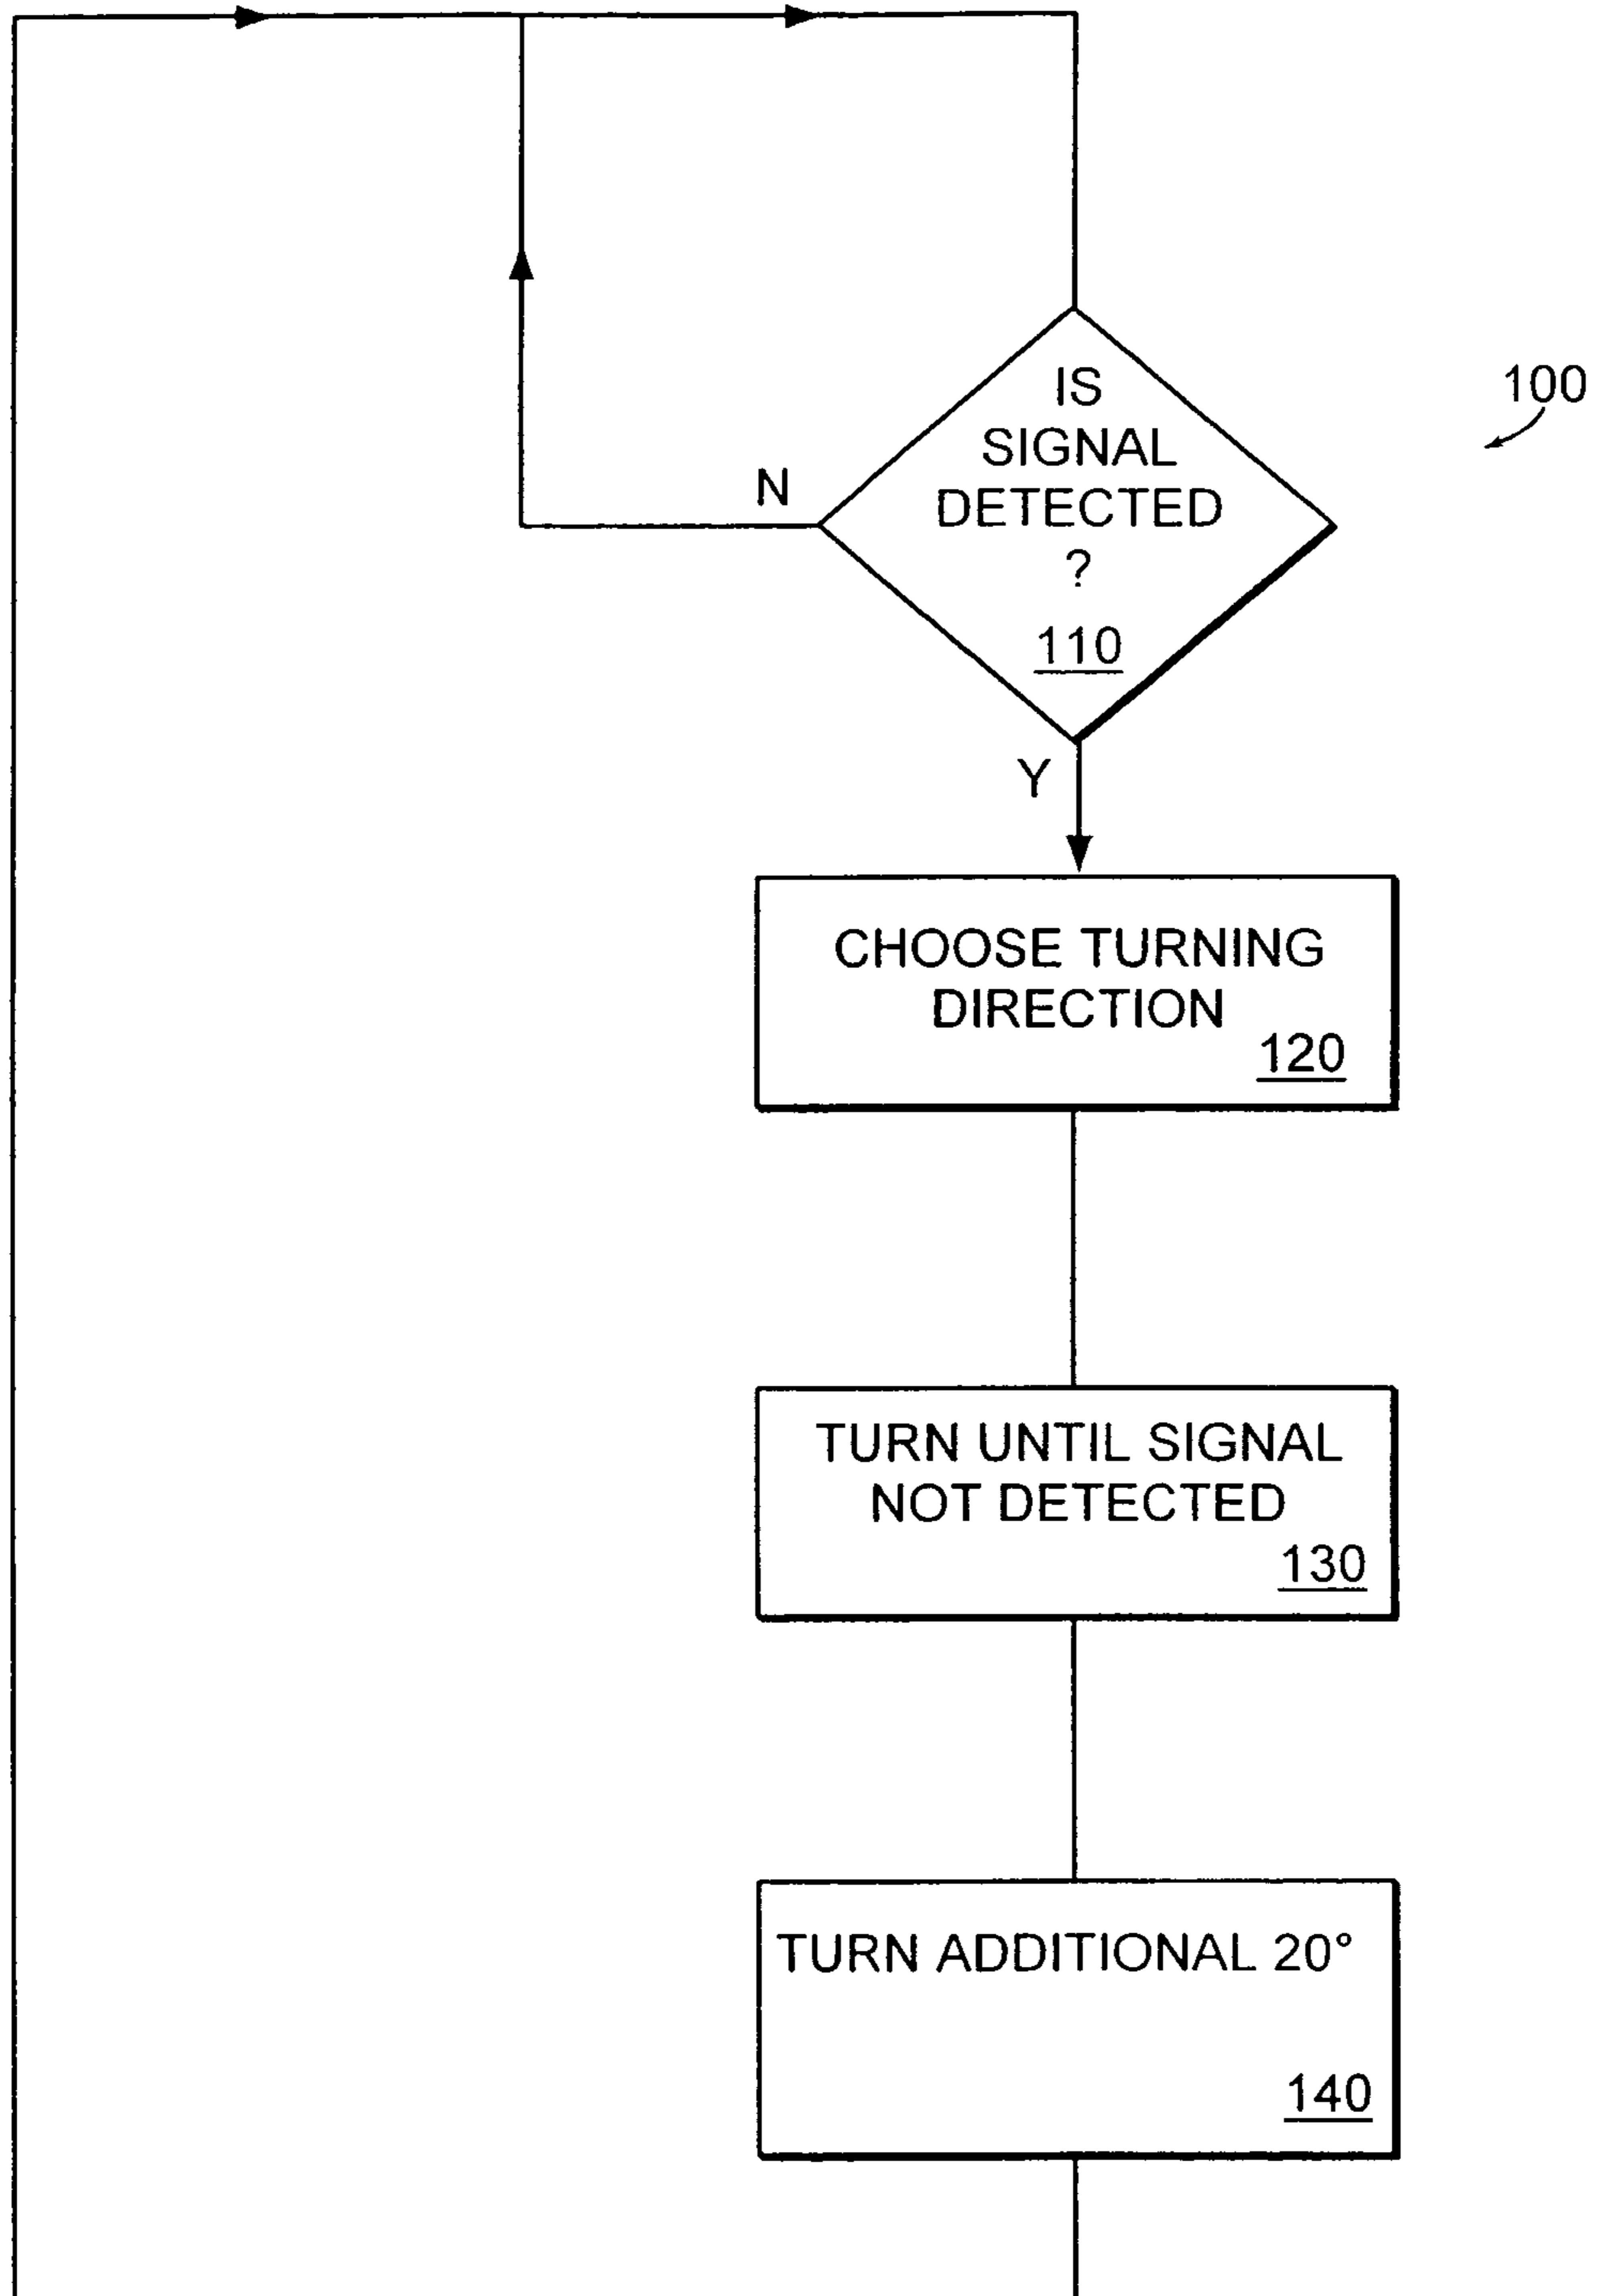 IS
SIGNAL
DETECTED
?
110
100
N
Y
CHOOSE TURNING
DIRECTION
120
TURN UNTIL SIGNAL
NOT DETECTED
130
TURN ADDITIONAL 20°
140